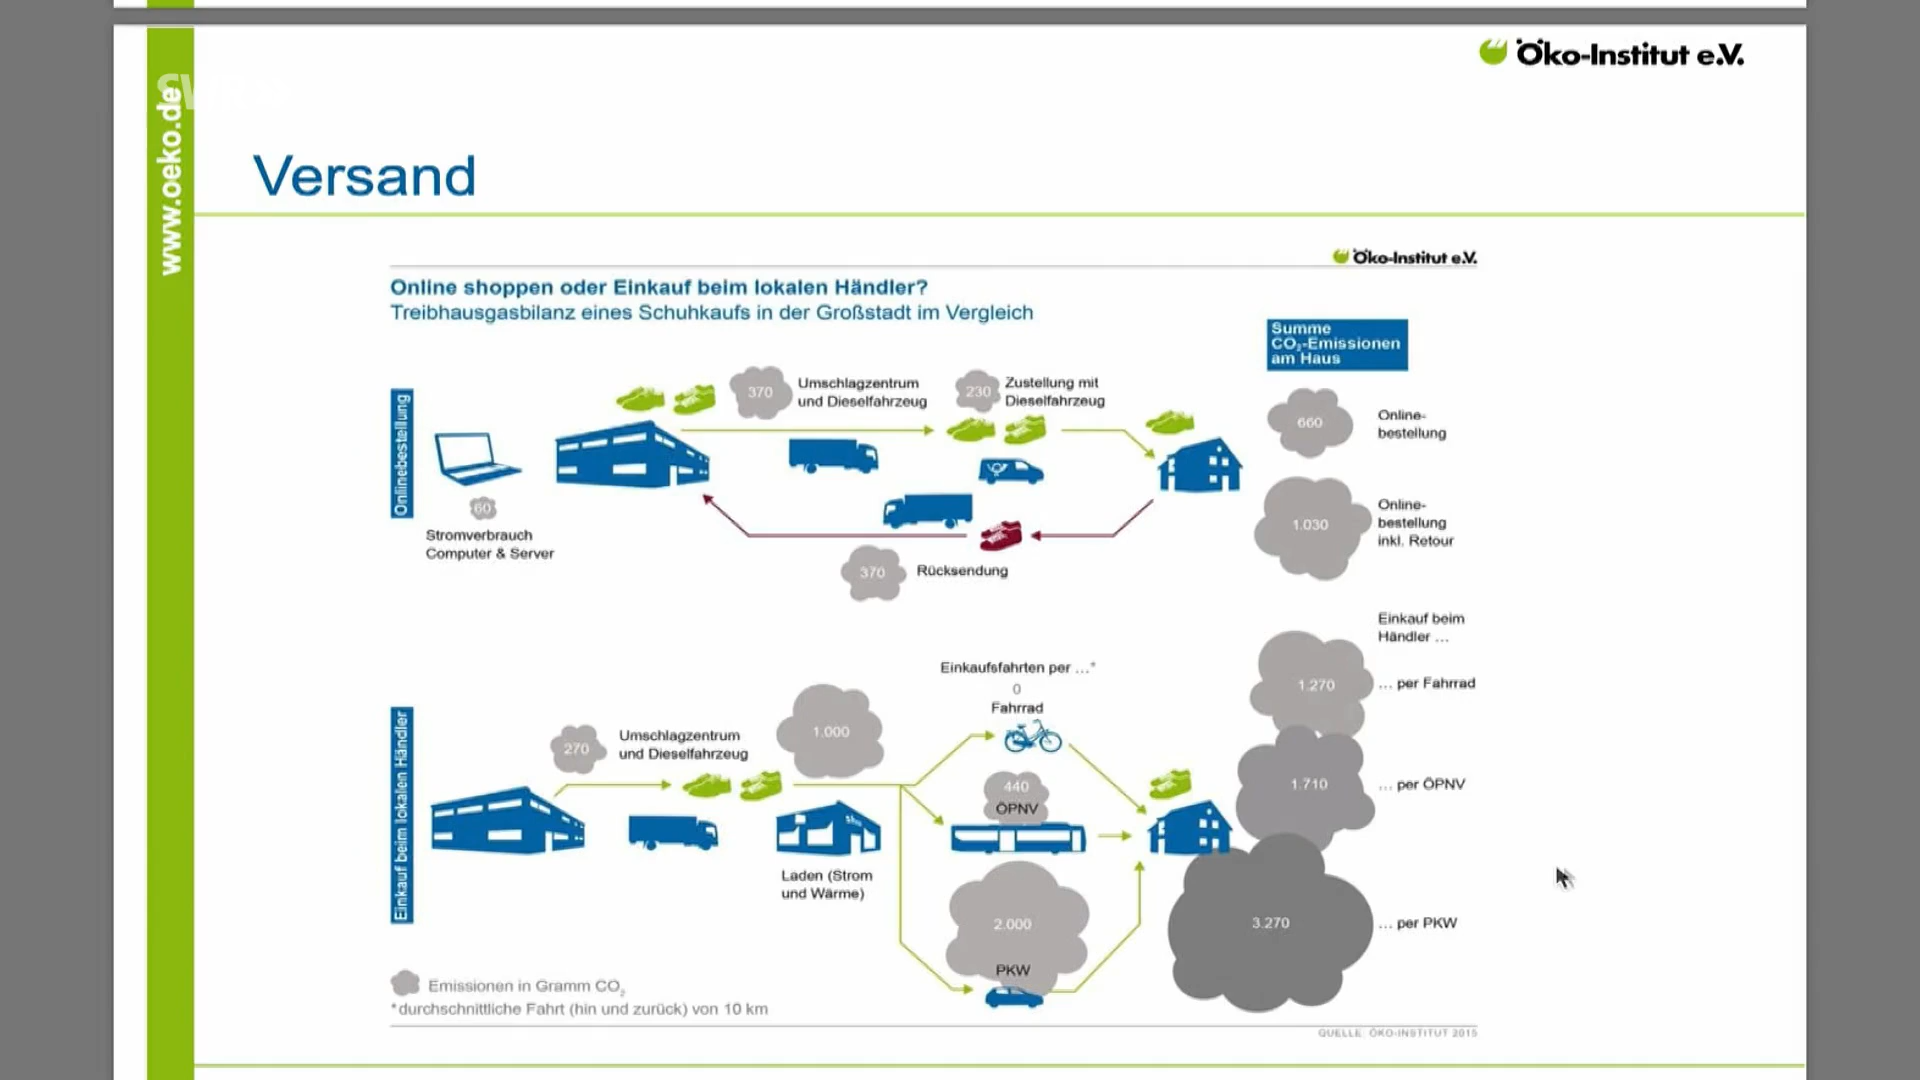 Öko-Institut e.V.
www.oeko.de
Versand
Öko-Institut e.V.
Online shoppen oder Einkauf beim lokalen Händler?
Treibhausgasbilanz eines Schuhkaufs in der Großstadt im Vergleich
Summe
CO₂-Emissionen
am Haus
Onlinebestellung
60
Stromverbrauch
Computer & Server
370
Umschlagzentrum
und Dieselfahrzeug
230
Zustellung mit
Dieselfahrzeug
370
Rücksendung
660
Online-
bestellung
1.030
Online-
bestellung
inkl. Retour
Einkauf beim lokalen Händler
270
Umschlagzentrum
und Dieselfahrzeug
1.000
Laden (Strom
und Wärme)
Einkaufsfahrten per ...*
0
Fahrrad
440
ÖPNV
2.000
PKW
Einkauf beim
Händler ...
1.270
... per Fahrrad
1.710
... per ÖPNV
3.270
... per PKW
Emissionen in Gramm CO₂
*durchschnittliche Fahrt (hin und zurück) von 10 km
QUELLE: ÖKO-INSTITUT 2015